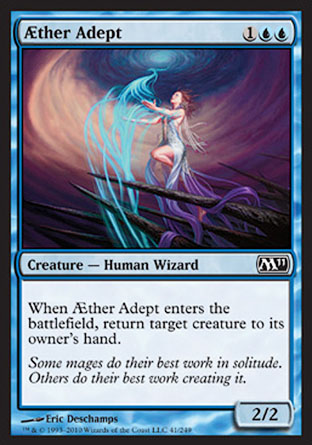 Æther Adept 1
Creature — Human Wizard M11
When Æther Adept enters the
battlefield, return target creature to its
owner's hand.
Some mages do their best work in solitude.
Others do their best work creating it.
Eric Deschamps
™ & © 1993–2010 Wizards of the Coast LLC 41/249
2/2